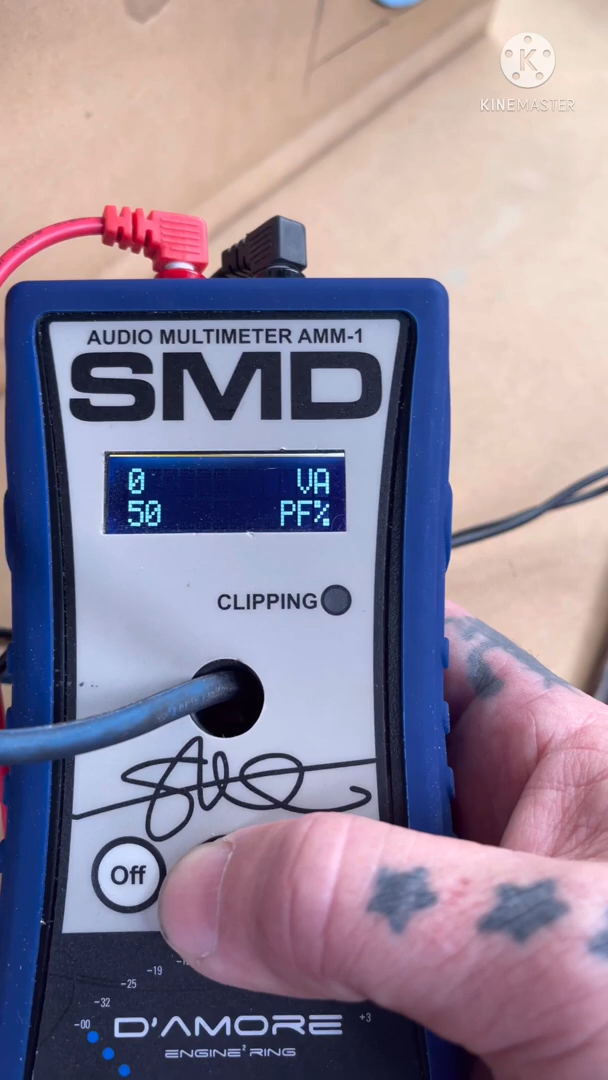 K
KINEMASTER
AUDIO MULTIMETER AMM-1
SMD
0 VA
50 PF%
CLIPPING
Off
-19
-25
-32
-00
+3
D'AMORE
ENGINE² RING